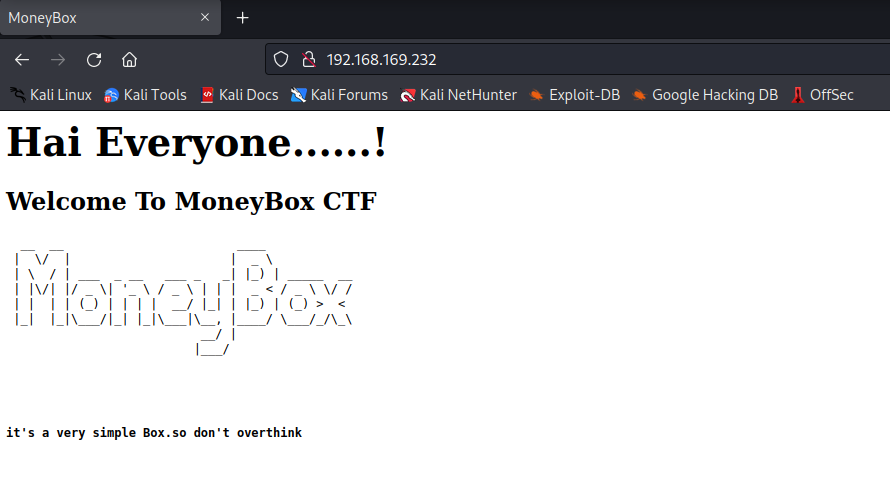 MoneyBox
192.168.169.232
Kali Linux Kali Tools Kali Docs Kali Forums Kali NetHunter Exploit-DB Google Hacking DB OffSec
Hai Everyone......!
Welcome To MoneyBox CTF
MoneyBox
it's a very simple Box.so don't overthink